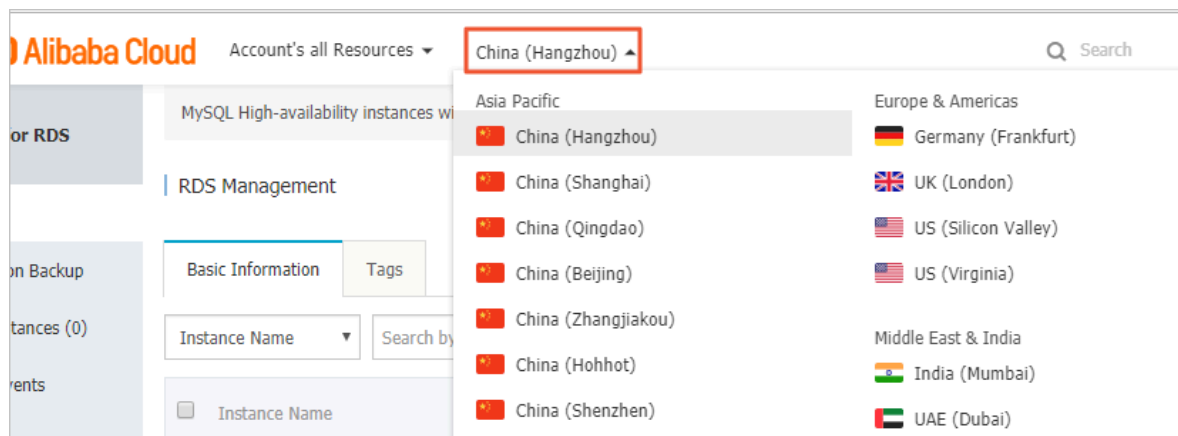 Alibaba Cloud
Account's all Resources
China (Hangzhou)
Search
or RDS
on Backup
tances (0)
vents
MySQL High-availability instances wi
RDS Management
Basic Information
Tags
Instance Name
Search by
Instance Name
Asia Pacific
China (Hangzhou)
China (Shanghai)
China (Qingdao)
China (Beijing)
China (Zhangjiakou)
China (Hohhot)
China (Shenzhen)
Europe & Americas
Germany (Frankfurt)
UK (London)
US (Silicon Valley)
US (Virginia)
Middle East & India
India (Mumbai)
UAE (Dubai)